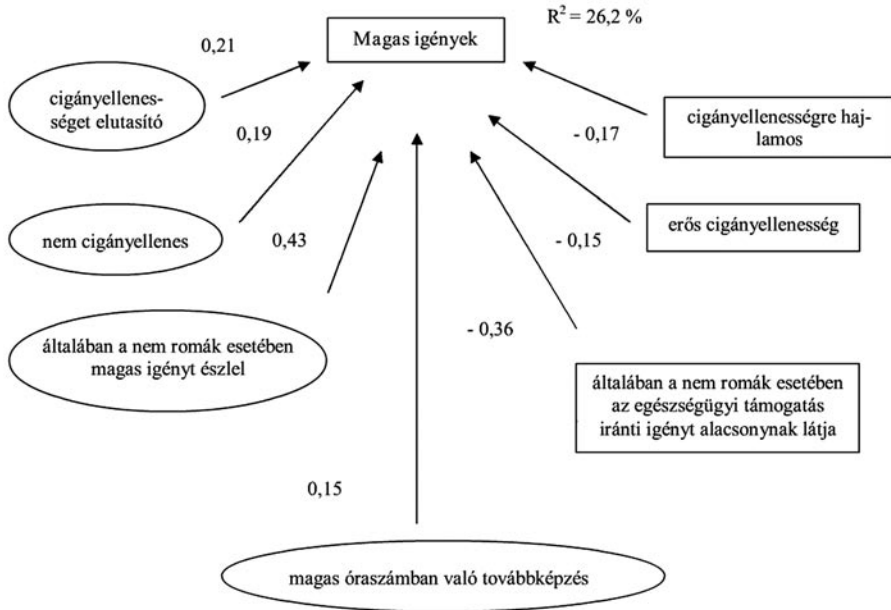 R² = 26,2 %
Magas igények
0,21
cigányellenes-
séget elutasító
0,19
- 0,17
cigányellenességre haj-
lamos
nem cigányellenes
0,43
- 0,15
erős cigányellenesség
általában a nem romák esetében
magas igényt észlel
- 0,36
általában a nem romák esetében
az egészségügyi támogatás
iránti igényt alacsonynak látja
0,15
magas óraszámban való továbbképzés